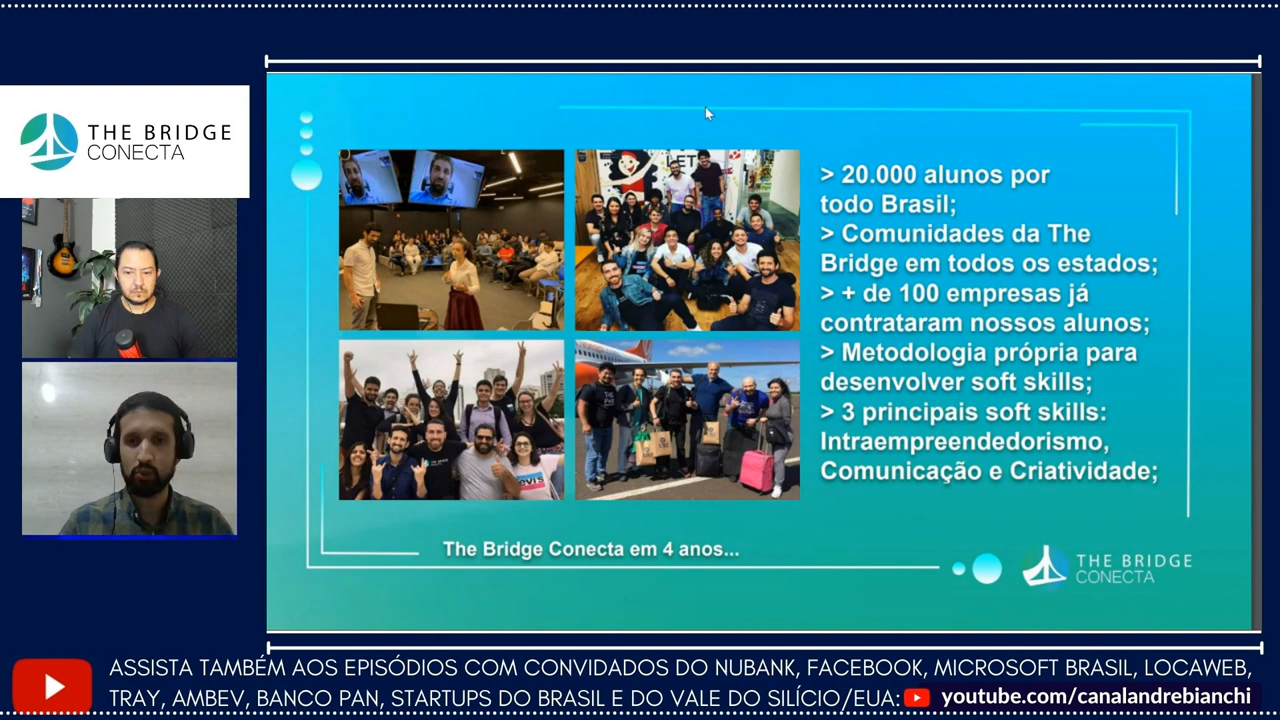 THE BRIDGE
CONECTA
> 20.000 alunos por
todo Brasil;
> Comunidades da The
Bridge em todos os estados;
> + de 100 empresas já
contrataram nossos alunos;
> Metodologia própria para
desenvolver soft skills;
> 3 principais soft skills:
Intraempreendedorismo,
Comunicação e Criatividade;
The Bridge Conecta em 4 anos...
THE BRIDGE
CONECTA
ASSISTA TAMBÉM AOS EPISÓDIOS COM CONVIDADOS DO NUBANK, FACEBOOK, MICROSOFT BRASIL, LOCAWEB,
TRAY, AMBEV, BANCO PAN, STARTUPS DO BRASIL E DO VALE DO SILÍCIO/EUA: youtube.com/canalandrebianchi